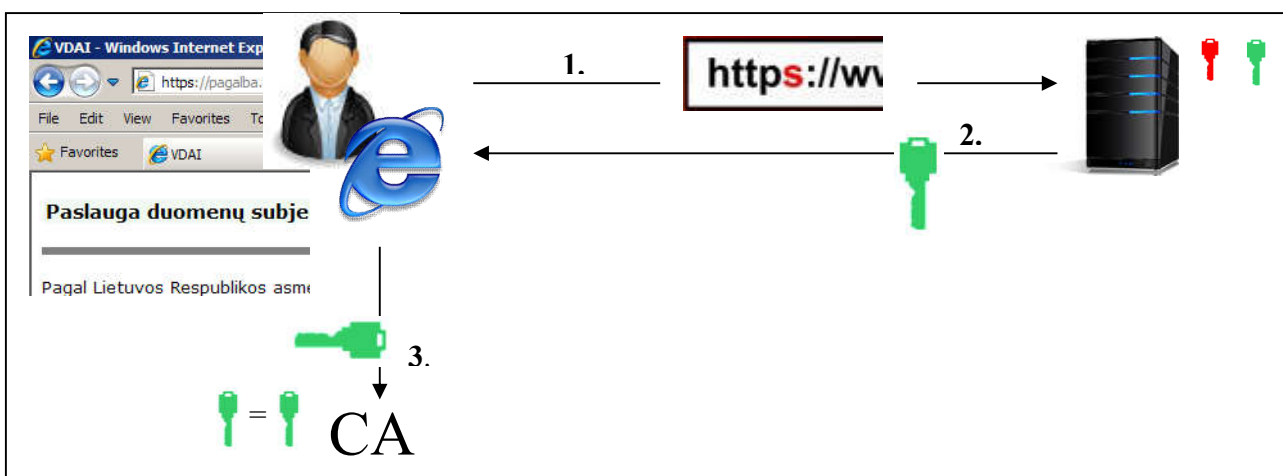 VDAI - Windows Internet Exp
https://pagalba.
File Edit View Favorites To
Favorites VDAI
Paslauga duomenų subje
Pagal Lietuvos Respublikos asme
1.
https://w
2.
3.
=
CA